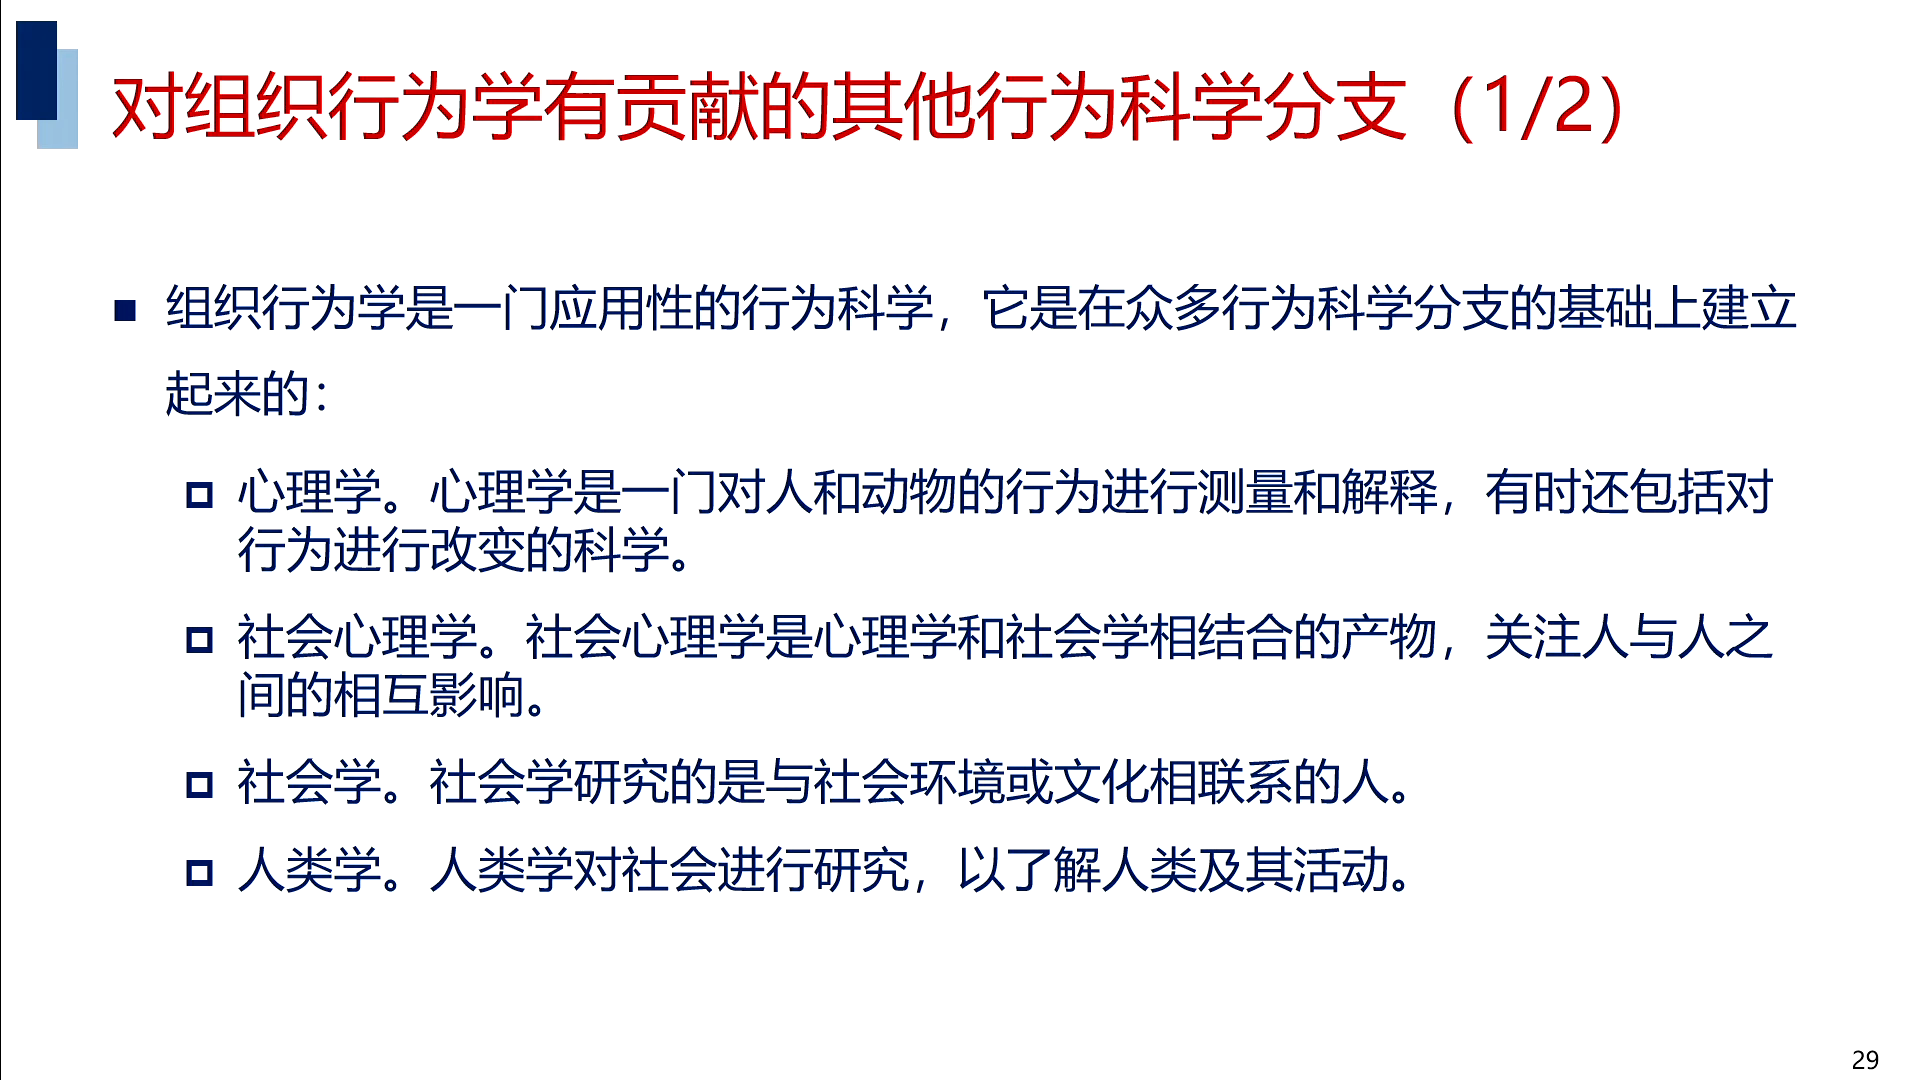 对组织行为学有贡献的其他行为科学分支（1/2）
组织行为学是一门应用性的行为科学，它是在众多行为科学分支的基础上建立
起来的：
心理学。心理学是一门对人和动物的行为进行测量和解释，有时还包括对
行为进行改变的科学。
社会心理学。社会心理学是心理学和社会学相结合的产物，关注人与人之
间的相互影响。
社会学。社会学研究的是与社会环境或文化相联系的人。
人类学。人类学对社会进行研究，以了解人类及其活动。
29